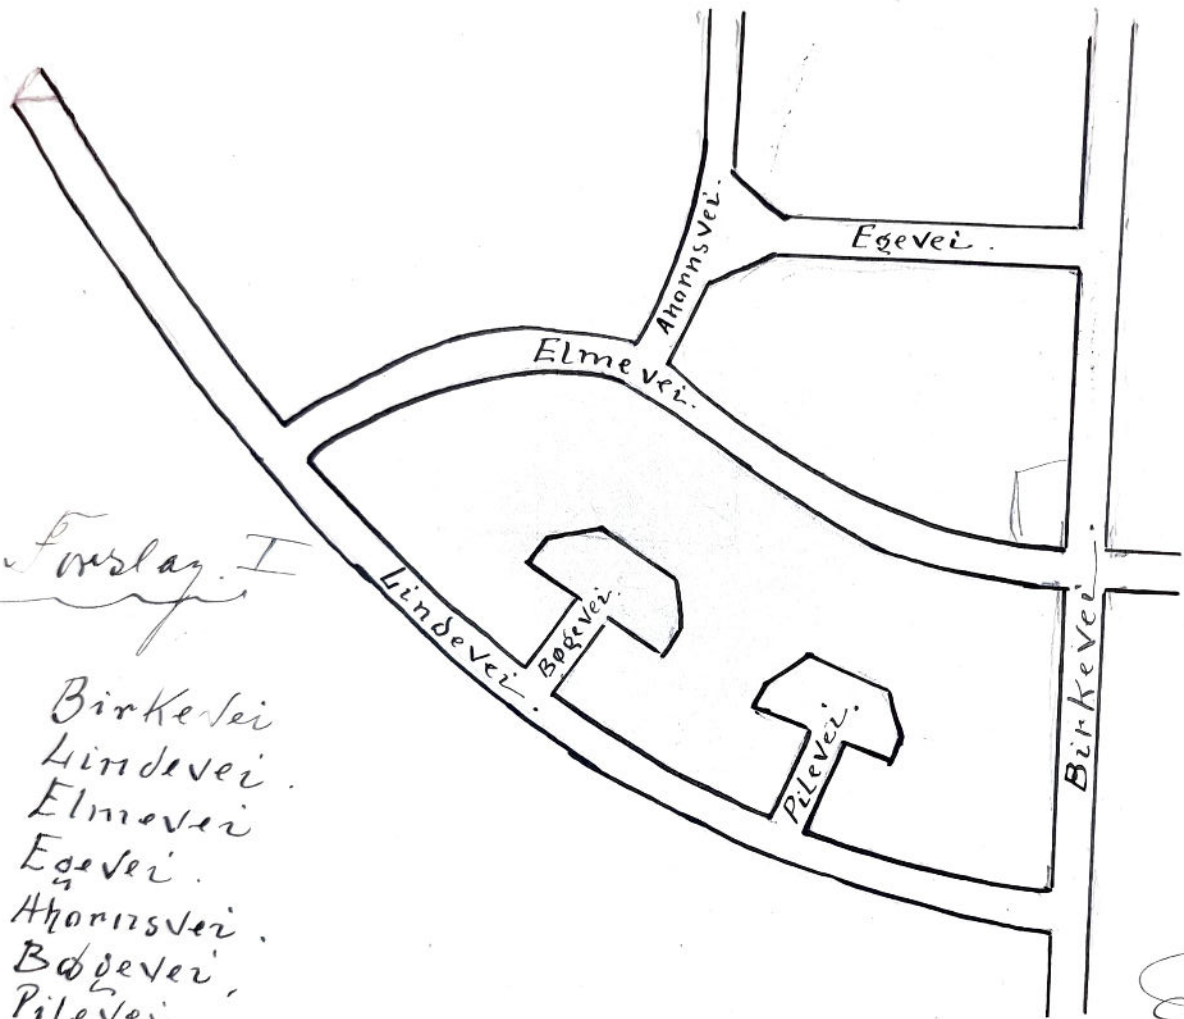 Ahornsvei.
Egevei.
Elmevei.
Lindevei.
Bøgevei.
Pilevei.
Birkevei.
Forslag. I
Birkevei
Lindevei.
Elmevei
Egevei.
Ahornsvei.
Bøgevei,
Pilevei